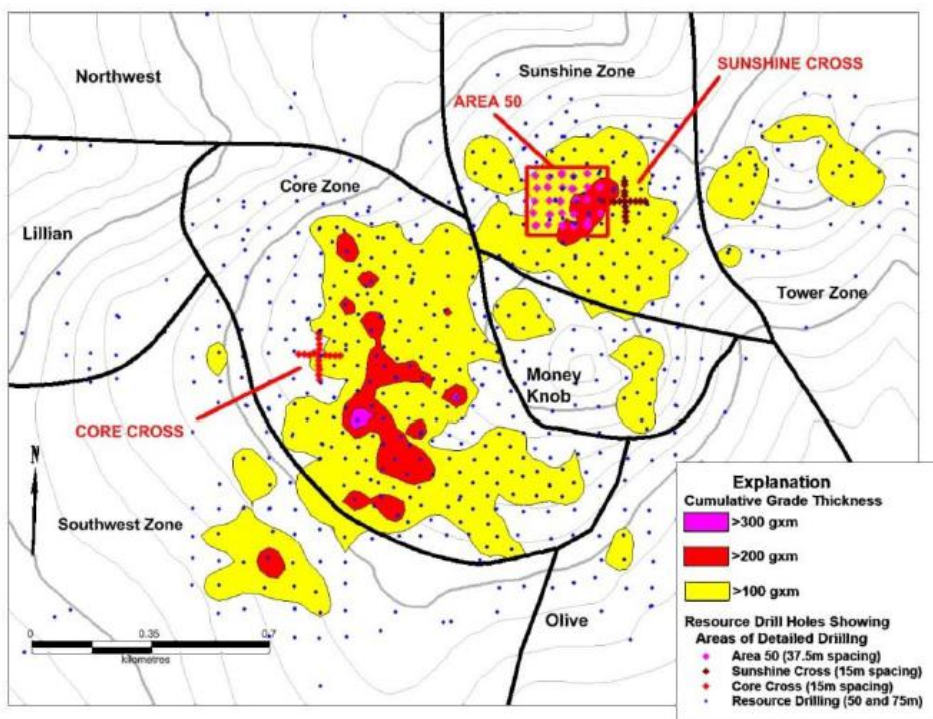 Northwest
Sunshine Zone
SUNSHINE CROSS
AREA 50
Core Zone
Lillian
Tower Zone
Money
Knob
CORE CROSS
N
Southwest Zone
Olive
0
0.35
0.7
kilometres
Explanation
Cumulative Grade Thickness
>300 gxm
>200 gxm
>100 gxm
Resource Drill Holes Showing
Areas of Detailed Drilling
Area 50 (37.5m spacing)
Sunshine Cross (15m spacing)
Core Cross (15m spacing)
Resource Drilling (50 and 75m)